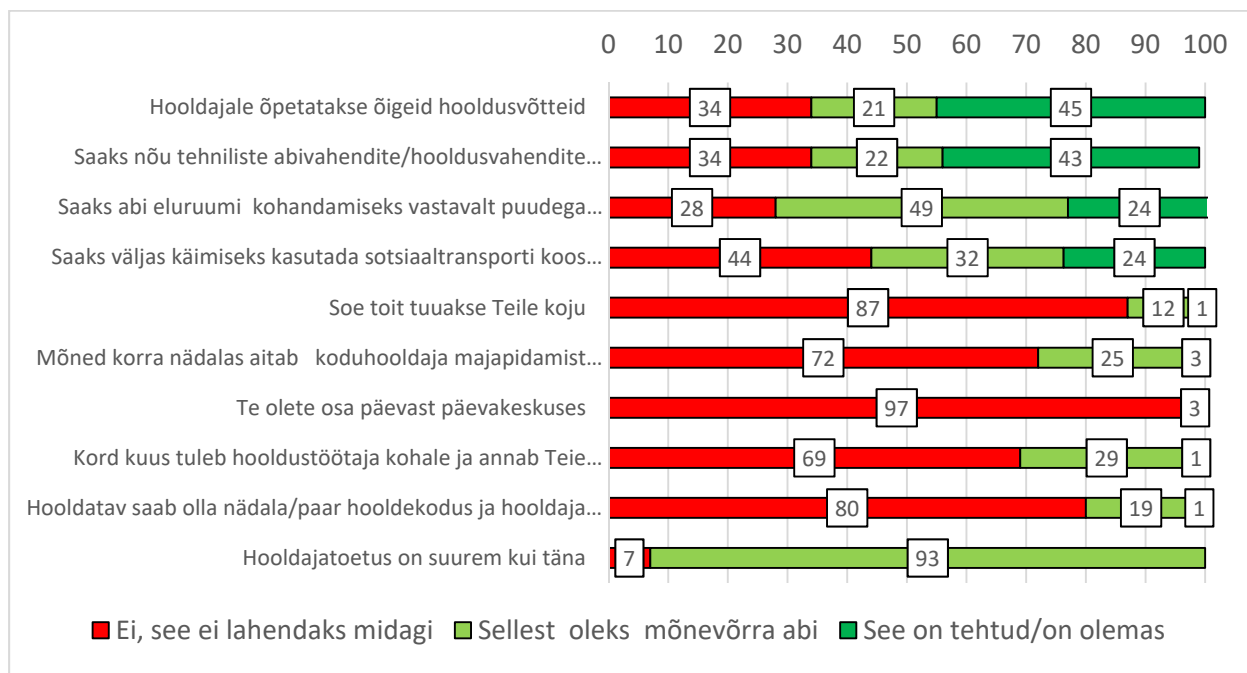 0 10 20 30 40 50 60 70 80 90 100
Hooldajale õpetatakse õigeid hooldusvõtteid 34 21 45
Saaks nõu tehniliste abivahendite/hooldusvahendite… 34 22 43
Saaks abi eluruumi kohandamiseks vastavalt puudega… 28 49 24
Saaks väljas käimiseks kasutada sotsiaaltransporti koos… 44 32 24
Soe toit tuuakse Teile koju 87 12 1
Mõned korra nädalas aitab koduhooldaja majapidamist… 72 25 3
Te olete osa päevast päevakeskuses 97 3
Kord kuus tuleb hooldustöötaja kohale ja annab Teie… 69 29 1
Hooldatav saab olla nädala/paar hooldekodus ja hooldaja… 80 19 1
Hooldajatoetus on suurem kui täna 7 93
Ei, see ei lahendaks midagi Sellest oleks mõnevõrra abi See on tehtud/on olemas